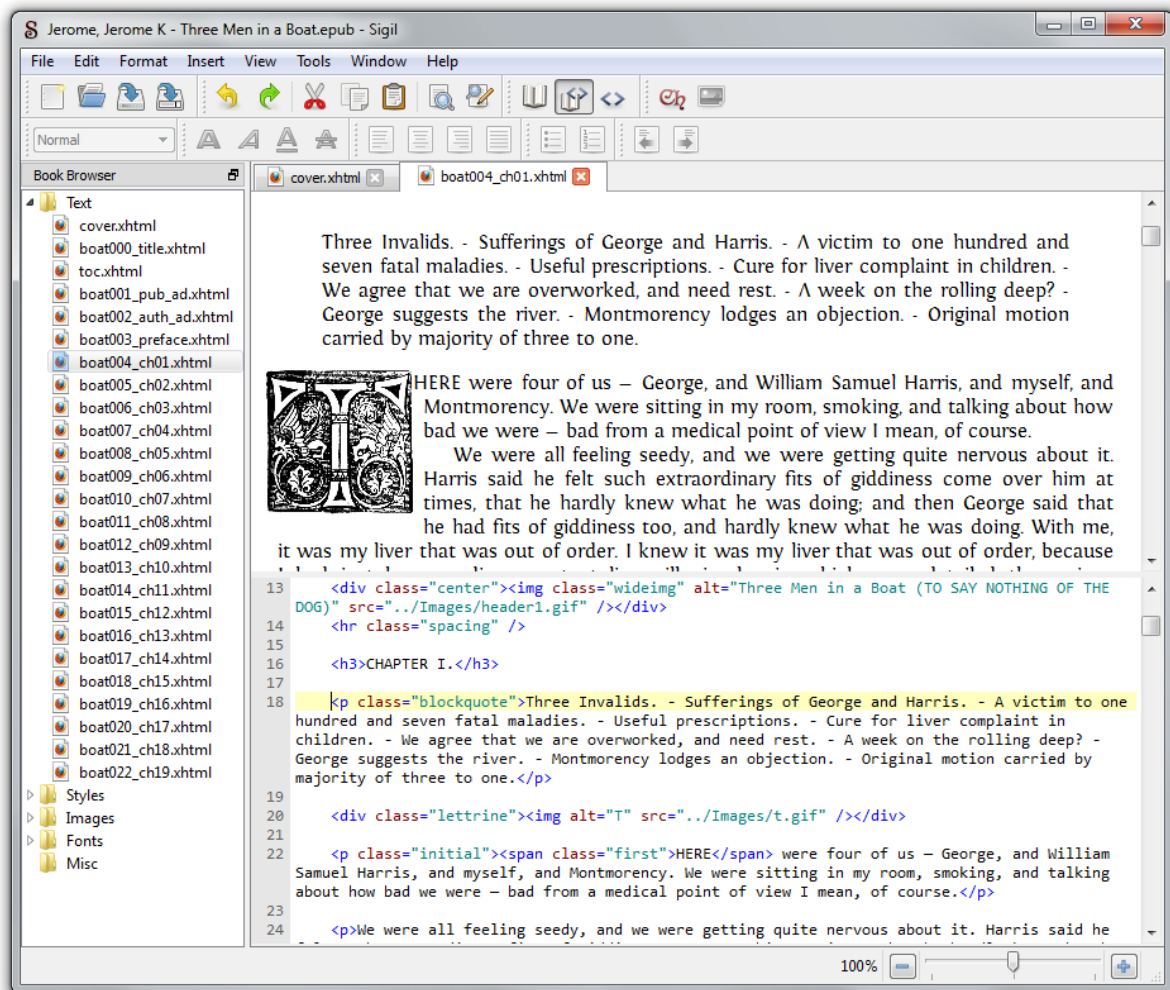 Jerome, Jerome K - Three Men in a Boat.epub - Sigil
File Edit Format Insert View Tools Window Help
Normal
Book Browser
cover.xhtml
boat004_ch01.xhtml
Text
cover.xhtml
boat000_title.xhtml
toc.xhtml
boat001_pub_ad.xhtml
boat002_auth_ad.xhtml
boat003_preface.xhtml
boat004_ch01.xhtml
boat005_ch02.xhtml
boat006_ch03.xhtml
boat007_ch04.xhtml
boat008_ch05.xhtml
boat009_ch06.xhtml
boat010_ch07.xhtml
boat011_ch08.xhtml
boat012_ch09.xhtml
boat013_ch10.xhtml
boat014_ch11.xhtml
boat015_ch12.xhtml
boat016_ch13.xhtml
boat017_ch14.xhtml
boat018_ch15.xhtml
boat019_ch16.xhtml
boat020_ch17.xhtml
boat021_ch18.xhtml
boat022_ch19.xhtml
Styles
Images
Fonts
Misc
Three Invalids. - Sufferings of George and Harris. - A victim to one hundred and
seven fatal maladies. - Useful prescriptions. - Cure for liver complaint in children. -
We agree that we are overworked, and need rest. - A week on the rolling deep? -
George suggests the river. - Montmorency lodges an objection. - Original motion
carried by majority of three to one.
THERE were four of us – George, and William Samuel Harris, and myself, and
Montmorency. We were sitting in my room, smoking, and talking about how
bad we were – bad from a medical point of view I mean, of course.
We were all feeling seedy, and we were getting quite nervous about it.
Harris said he felt such extraordinary fits of giddiness come over him at
times, that he hardly knew what he was doing; and then George said that
he had fits of giddiness too, and hardly knew what he was doing. With me,
it was my liver that was out of order. I knew it was my liver that was out of order, because
13 <div class="center"><img class="wideimg" alt="Three Men in a Boat (TO SAY NOTHING OF THE
DOG)" src="../Images/header1.gif" /></div>
14 <hr class="spacing" />
15
16 <h3>CHAPTER I.</h3>
17
18 <p class="blockquote">Three Invalids. - Sufferings of George and Harris. - A victim to one
hundred and seven fatal maladies. - Useful prescriptions. - Cure for liver complaint in
children. - We agree that we are overworked, and need rest. - A week on the rolling deep? -
George suggests the river. - Montmorency lodges an objection. - Original motion carried by
majority of three to one.</p>
19
20 <div class="lettrine"><img alt="T" src="../Images/t.gif" /></div>
21
22 <p class="initial"><span class="first">HERE</span> were four of us – George, and William
Samuel Harris, and myself, and Montmorency. We were sitting in my room, smoking, and talking
about how bad we were – bad from a medical point of view I mean, of course.</p>
23
24 <p>We were all feeling seedy, and we were getting quite nervous about it. Harris said he
100%